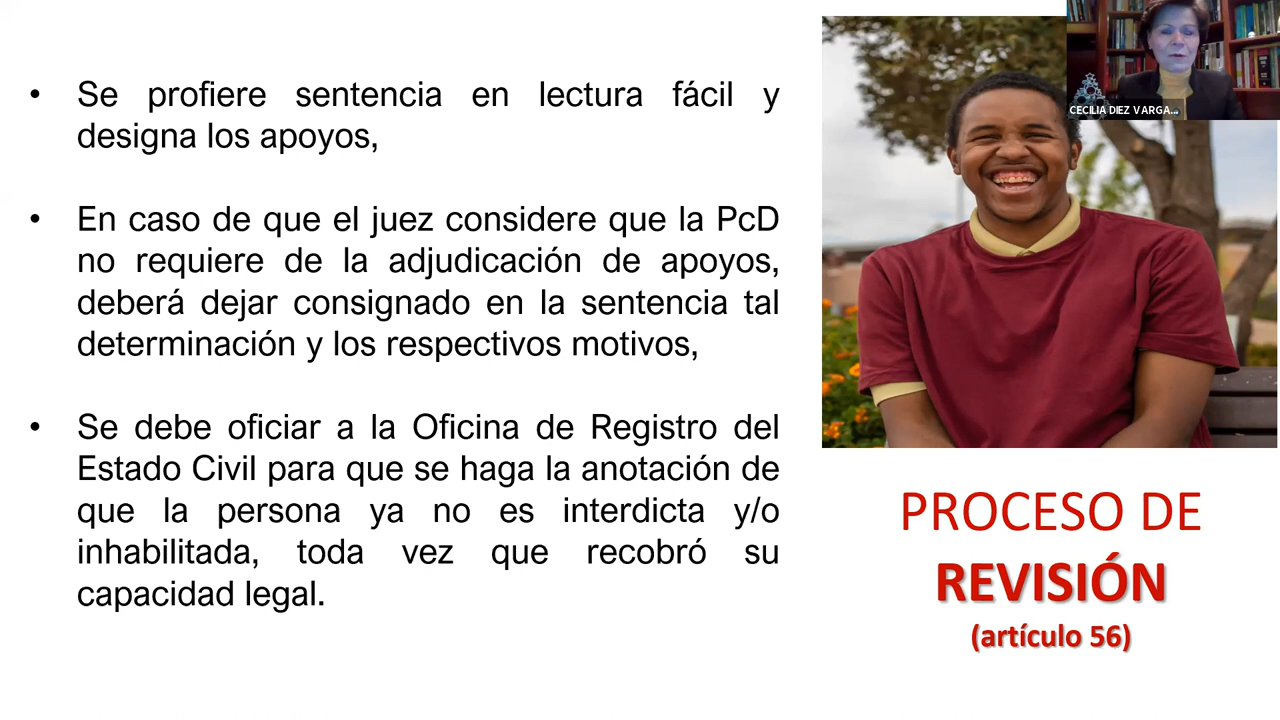 • Se profiere sentencia en lectura fácil y
designa los apoyos,
• En caso de que el juez considere que la PcD
no requiere de la adjudicación de apoyos,
deberá dejar consignado en la sentencia tal
determinación y los respectivos motivos,
• Se debe oficiar a la Oficina de Registro del
Estado Civil para que se haga la anotación de
que la persona ya no es interdicta y/o
inhabilitada, toda vez que recobró su
capacidad legal.
CECILIA DIEZ VARGA...
PROCESO DE
REVISIÓN
(artículo 56)